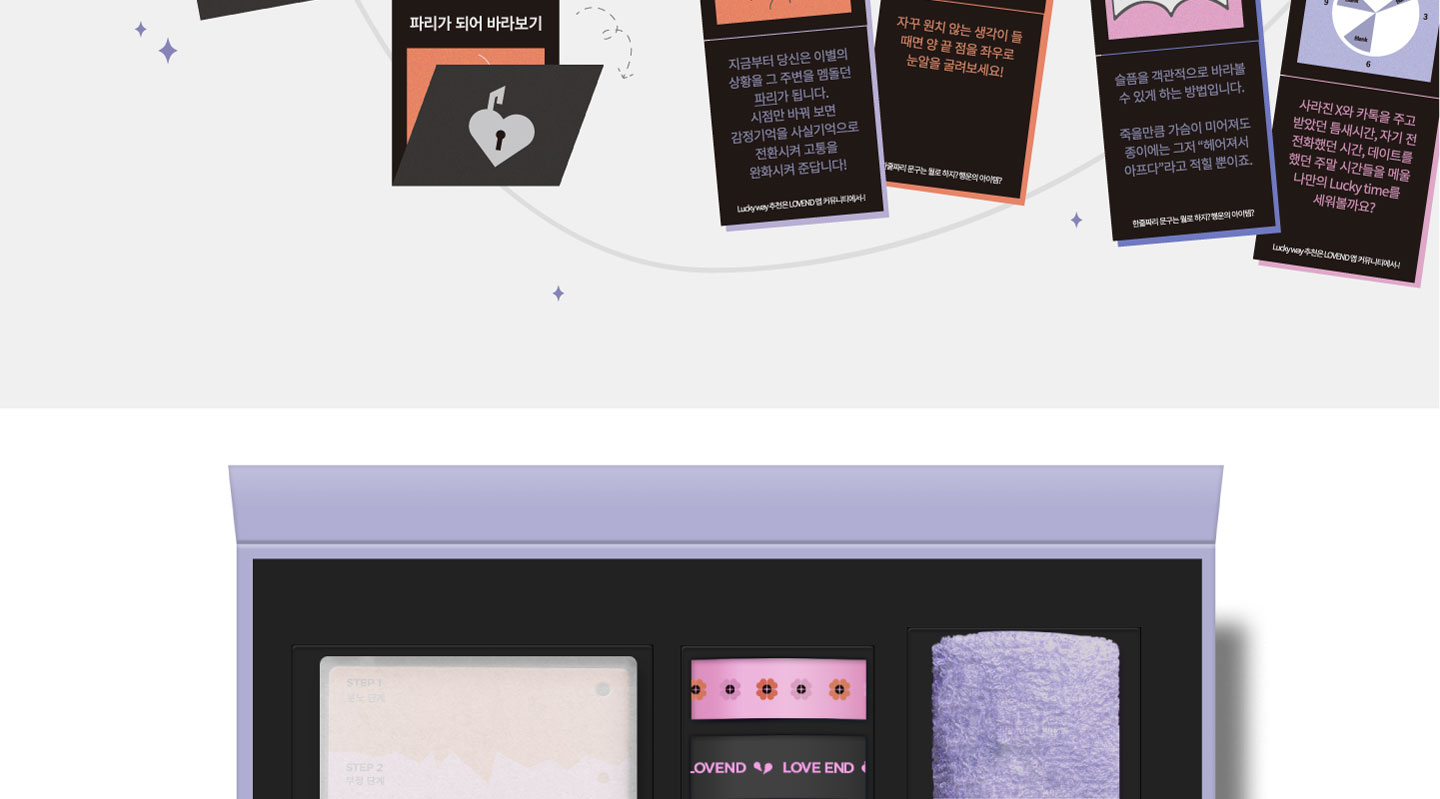 파리가 되어 바라보기
지금부터 당신은 이별의
상황을 그 주변을 멤돌던
파리가 됩니다.
시점만 바꿔 보면
감정기억을 사실기억으로
전환시켜 고통을
완화시켜 준답니다!
Lucky way 추천은 LOVEND 앱 커뮤니티에서~!
자꾸 원치 않는 생각이 들
때면 양 끝 점을 좌우로
눈알을 굴려보세요!
한줄짜리 문구는 뭘로 하지? 행운의 아이템?
슬픔을 객관적으로 바라볼
수 있게 하는 방법입니다.
죽을만큼 가슴이 미어져도
종이에는 그저 “헤어져서
아프다”라고 적힐 뿐이죠.
한줄짜리 문구는 뭘로 하지? 행운의 아이템?
9
3
6
Blank
사라진 X와 카톡을 주고
받았던 틈새시간, 자기 전
전화했던 시간, 데이트를
했던 주말 시간들을 메울
나만의 Lucky time를
세워볼까요?
Lucky way 추천은 LOVEND 앱 커뮤니티에서~!
STEP 1
분노 단계
STEP 2
부정 단계
LOVEND LOVE END